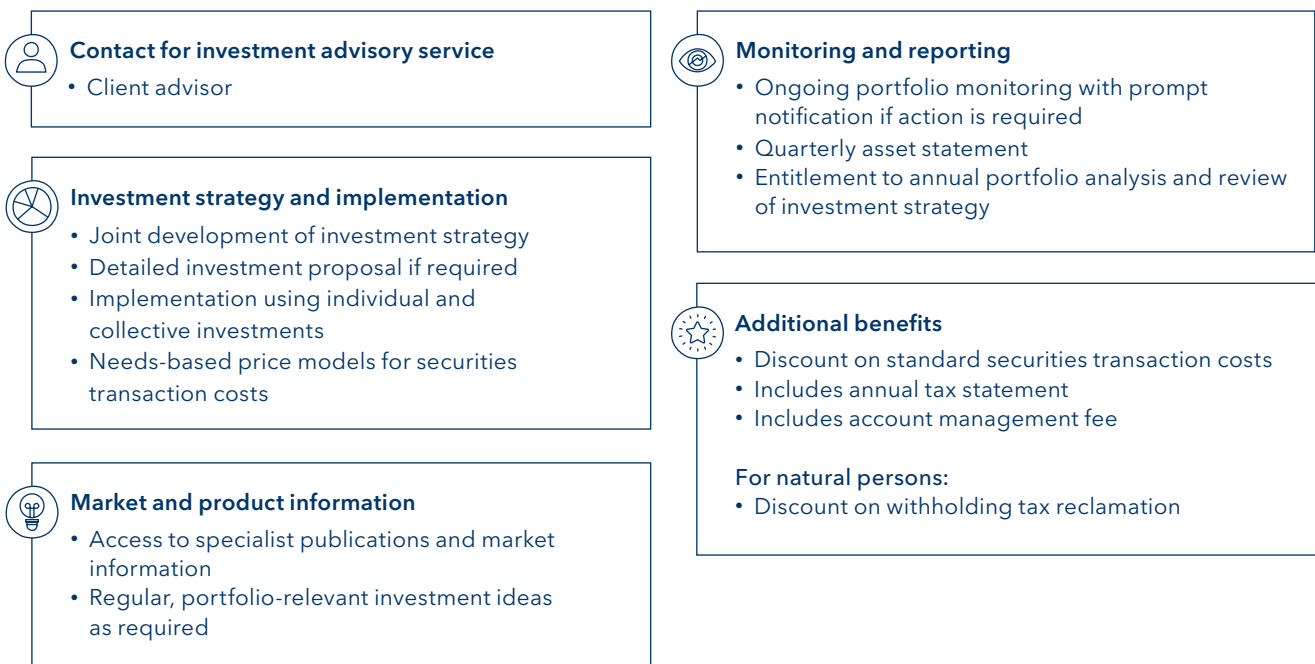 Contact for investment advisory service
• Client advisor
Investment strategy and implementation
• Joint development of investment strategy
• Detailed investment proposal if required
• Implementation using individual and
collective investments
• Needs-based price models for securities
transaction costs
Market and product information
• Access to specialist publications and market
information
• Regular, portfolio-relevant investment ideas
as required
Monitoring and reporting
• Ongoing portfolio monitoring with prompt
notification if action is required
• Quarterly asset statement
• Entitlement to annual portfolio analysis and review
of investment strategy
Additional benefits
• Discount on standard securities transaction costs
• Includes annual tax statement
• Includes account management fee
For natural persons:
• Discount on withholding tax reclamation